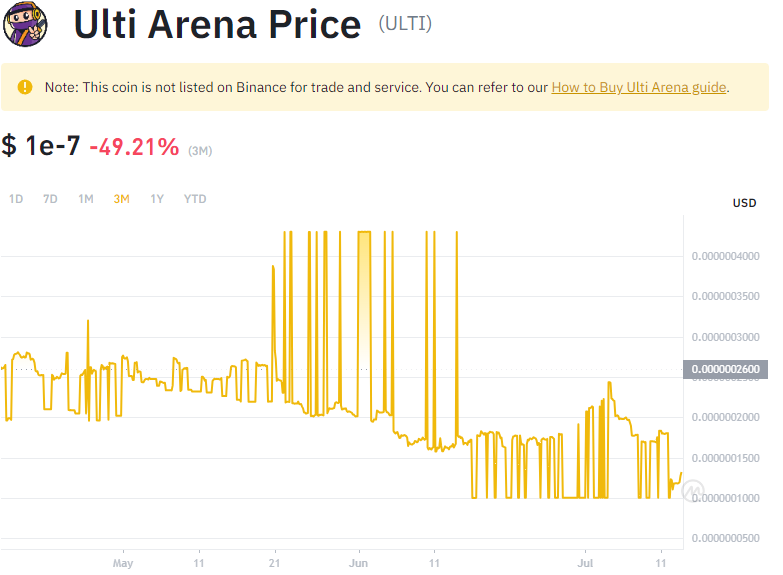 Ulti Arena Price (ULTI)
Note: This coin is not listed on Binance for trade and service. You can refer to our How to Buy Ulti Arena guide.
$ 1e-7 -49.21% (3M)
1D 7D 1M 3M 1Y YTD
USD
0.0000004000
0.0000003500
0.0000003000
0.0000002600
0.0000002000
0.0000001500
0.0000001000
0.0000000500
May 11 21 Jun 11 Jul 11